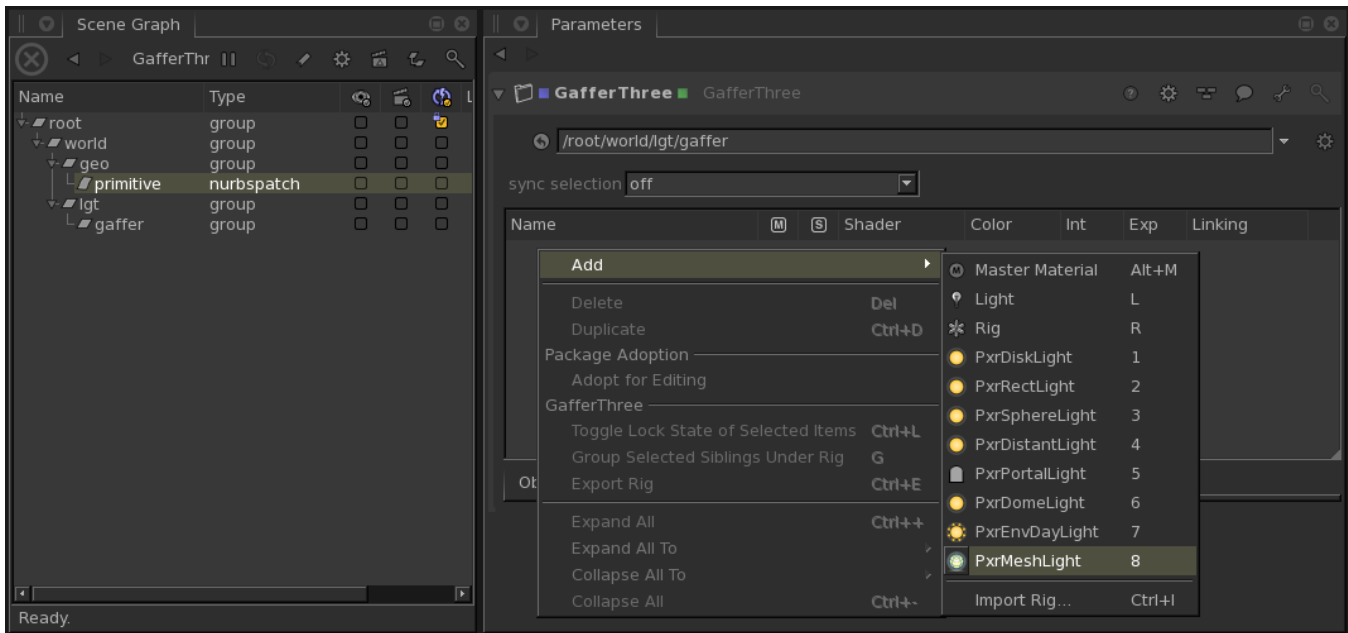 Scene Graph
GafferThr
Name Type L
root group
world group
geo group
primitive nurbspatch
lgt group
gaffer group
Ready.
Parameters
GafferThree GafferThree
/root/world/lgt/gaffer
sync selection off
Name M S Shader Color Int Exp Linking
Ob
Add
Delete Del
Duplicate Ctrl+D
Package Adoption
Adopt for Editing
GafferThree
Toggle Lock State of Selected Items Ctrl+L
Group Selected Siblings Under Rig G
Export Rig Ctrl+E
Expand All Ctrl++
Expand All To
Collapse All To
Collapse All Ctrl+-
Master Material Alt+M
Light L
Rig R
PxrDiskLight 1
PxrRectLight 2
PxrSphereLight 3
PxrDistantLight 4
PxrPortalLight 5
PxrDomeLight 6
PxrEnvDayLight 7
PxrMeshLight 8
Import Rig... Ctrl+I